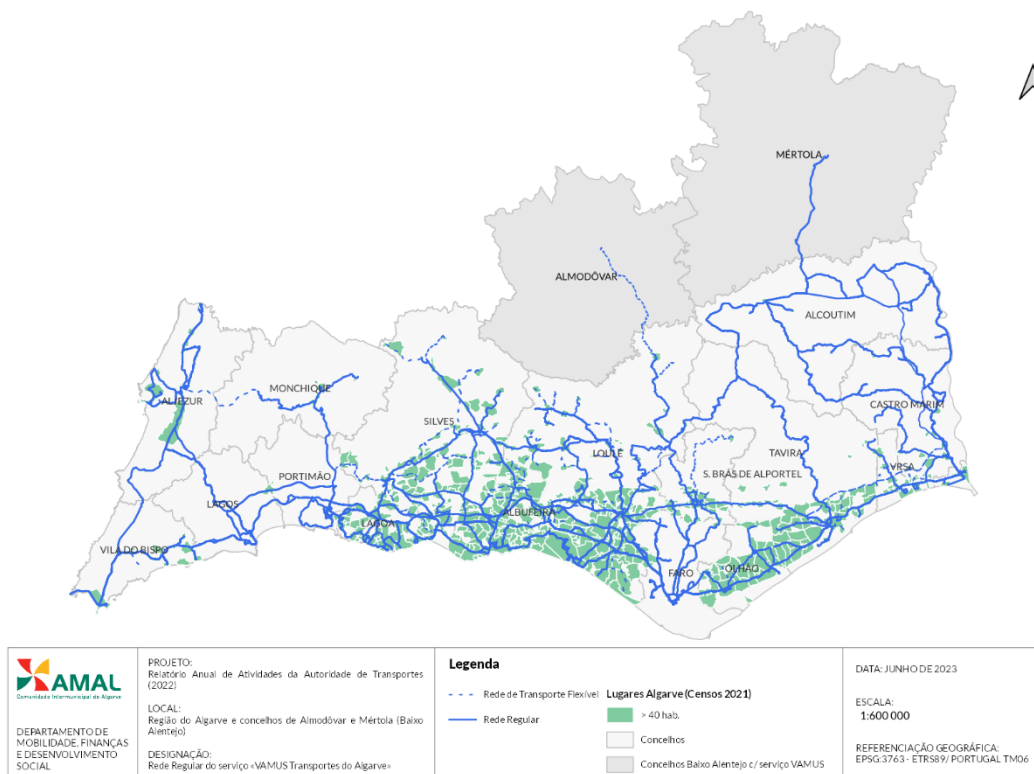 MÉRTOLA
ALMODÔVAR
ALCOUTIM
MONCHIQUE
ALJEZUR
CASTRO MARIM
SILVES
LOULÉ
TAVIRA
VRSA
S. BRÁS DE ALPORTEL
PORTIMÃO
LAGOS
LAGOA
ALBUFEIRA
VILA DO BISPO
FARO
OLHÃO
AMAL
Comunidade Intermunicipal do Algarve
DEPARTAMENTO DE
MOBILIDADE, FINANÇAS
E DESENVOLVIMENTO
SOCIAL
PROJETO:
Relatório Anual de Atividades da Autoridade de Transportes
(2022)
LOCAL:
Região do Algarve e concelhos de Almodôvar e Mértola (Baixo
Alentejo)
DESIGNAÇÃO:
Rede Regular do serviço «VAMUS Transportes do Algarve»
Legenda
Rede de Transporte Flexível
Rede Regular
Lugares Algarve (Censos 2021)
> 40 hab.
Concelhos
Concelhos Baixo Alentejo c/ serviço VAMUS
DATA: JUNHO DE 2023
ESCALA:
1:600 000
REFERENCIAÇÃO GEOGRÁFICA:
EPSG:3763 - ETRS89/ PORTUGAL TM06